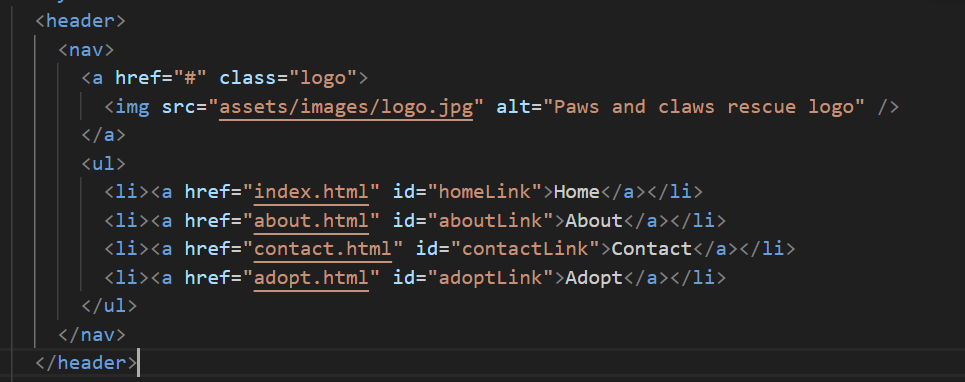 <header>
<nav>
<a href="#" class="logo">
<img src="assets/images/logo.jpg" alt="Paws and claws rescue logo" />
</a>
<ul>
<li><a href="index.html" id="homeLink">Home</a></li>
<li><a href="about.html" id="aboutLink">About</a></li>
<li><a href="contact.html" id="contactLink">Contact</a></li>
<li><a href="adopt.html" id="adoptLink">Adopt</a></li>
</ul>
</nav>
</header>